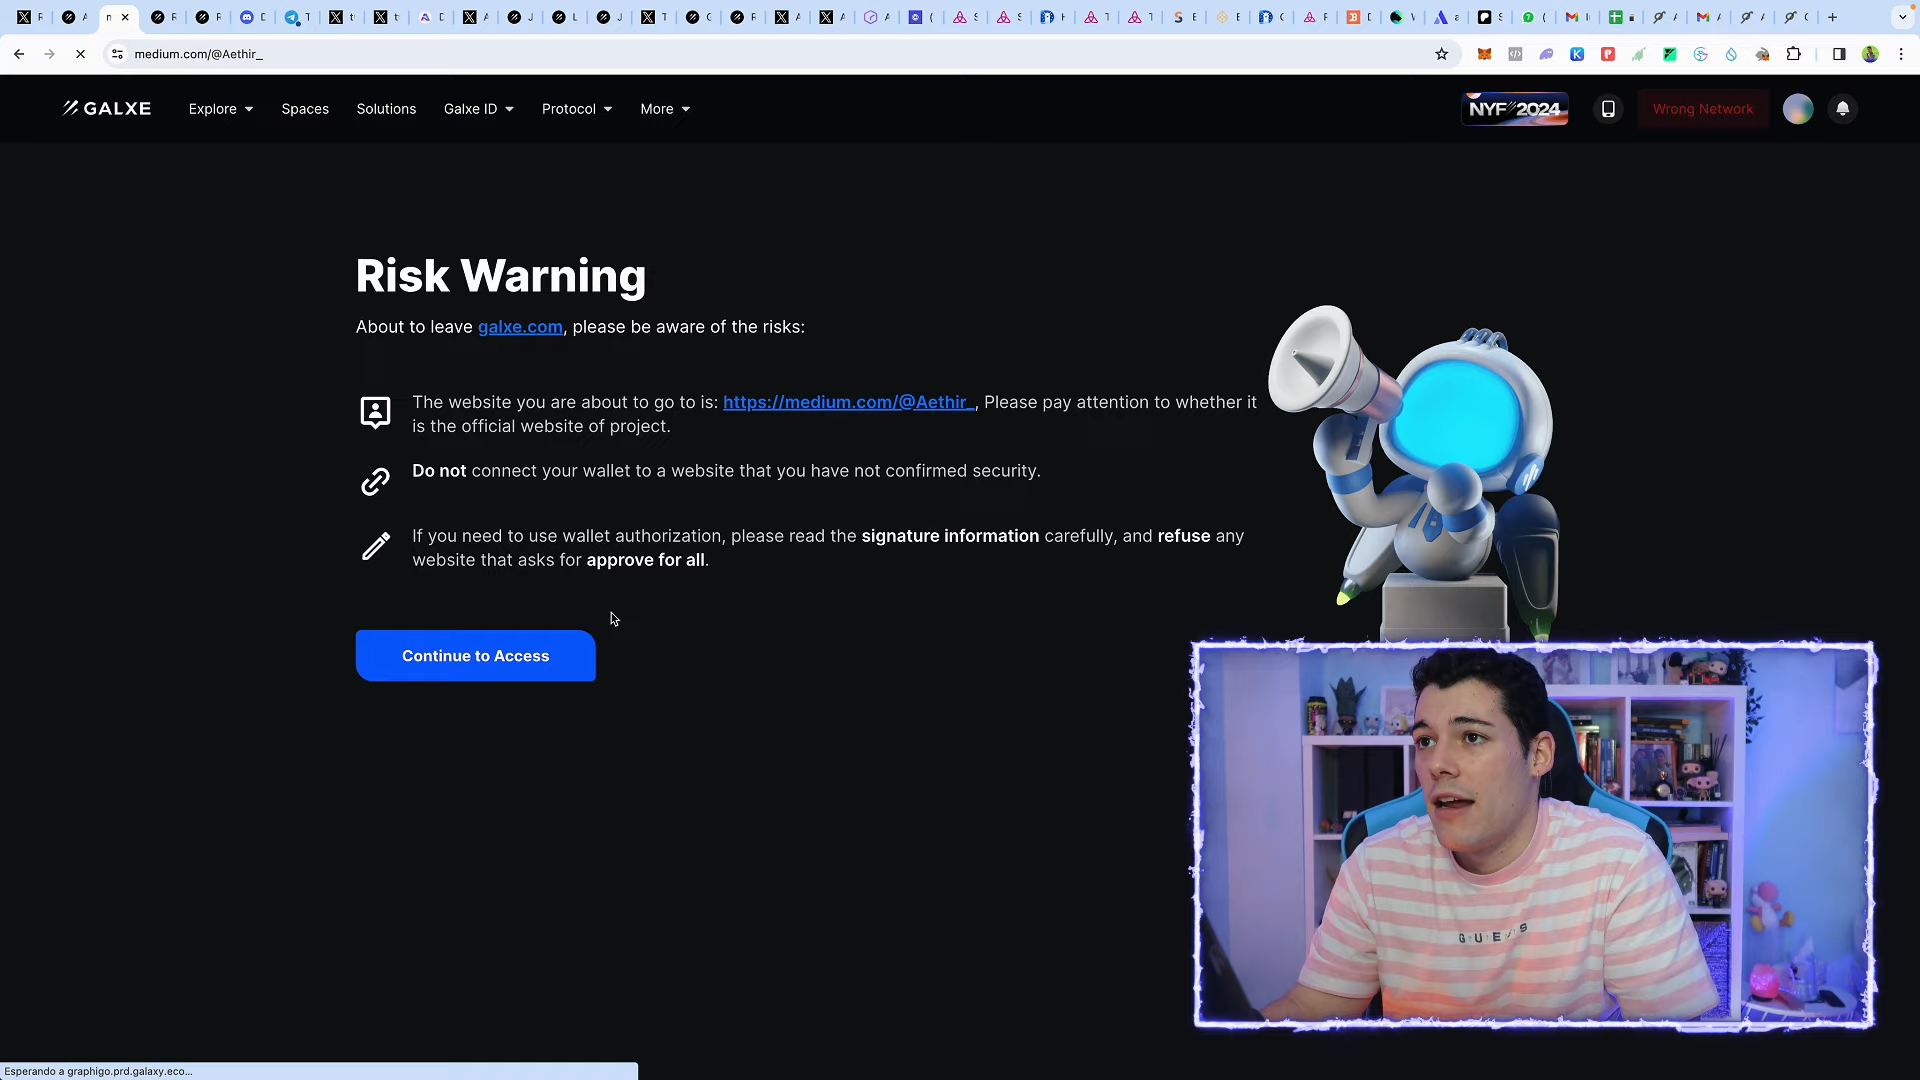 medium.com/@Aethir_
GALXE
Explore
Spaces
Solutions
Galxe ID
Protocol
More
NYF 2024
Wrong Network
Risk Warning
About to leave galxe.com, please be aware of the risks:
The website you are about to go to is: https://medium.com/@Aethir_, Please pay attention to whether it
is the official website of project.
Do not connect your wallet to a website that you have not confirmed security.
If you need to use wallet authorization, please read the signature information carefully, and refuse any
website that asks for approve for all.
Continue to Access
GUESS
Esperando a graphigo.prd.galaxy.eco...